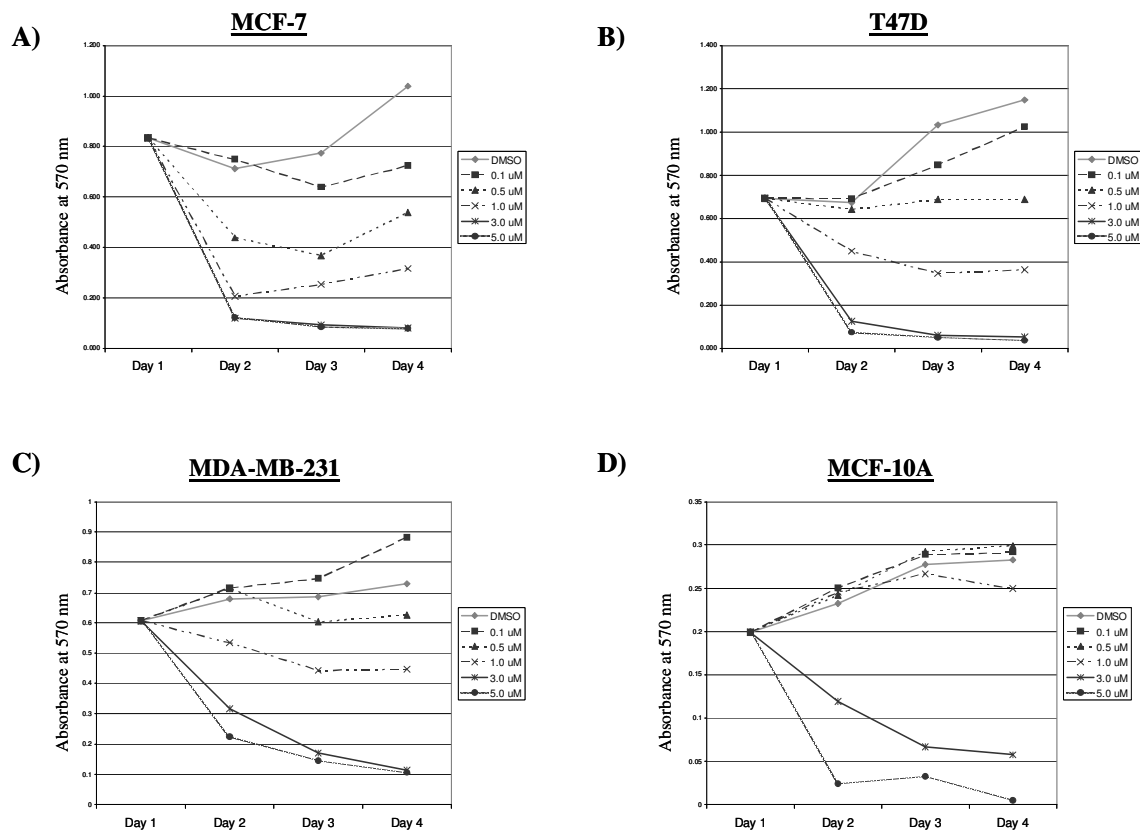 A)
MCF-7
1.200
1.000
0.800
0.600
0.400
0.200
0.000
Absorbance at 570 nm
Day 1 Day 2 Day 3 Day 4
DMSO
0.1 uM
0.5 uM
1.0 uM
3.0 uM
5.0 uM
B)
T47D
1.400
1.200
1.000
0.800
0.600
0.400
0.200
0.000
Absorbance at 570 nm
Day 1 Day 2 Day 3 Day 4
DMSO
0.1 uM
0.5 uM
1.0 uM
3.0 uM
5.0 uM
C)
MDA-MB-231
1
0.9
0.8
0.7
0.6
0.5
0.4
0.3
0.2
0.1
0
Absorbance at 570 nm
Day 1 Day 2 Day 3 Day 4
DMSO
0.1 uM
0.5 uM
1.0 uM
3.0 uM
5.0 uM
D)
MCF-10A
0.35
0.3
0.25
0.2
0.15
0.1
0.05
0
Absorbance at 570 nm
Day 1 Day 2 Day 3 Day 4
DMSO
0.1 uM
0.5 uM
1.0 uM
3.0 uM
5.0 uM